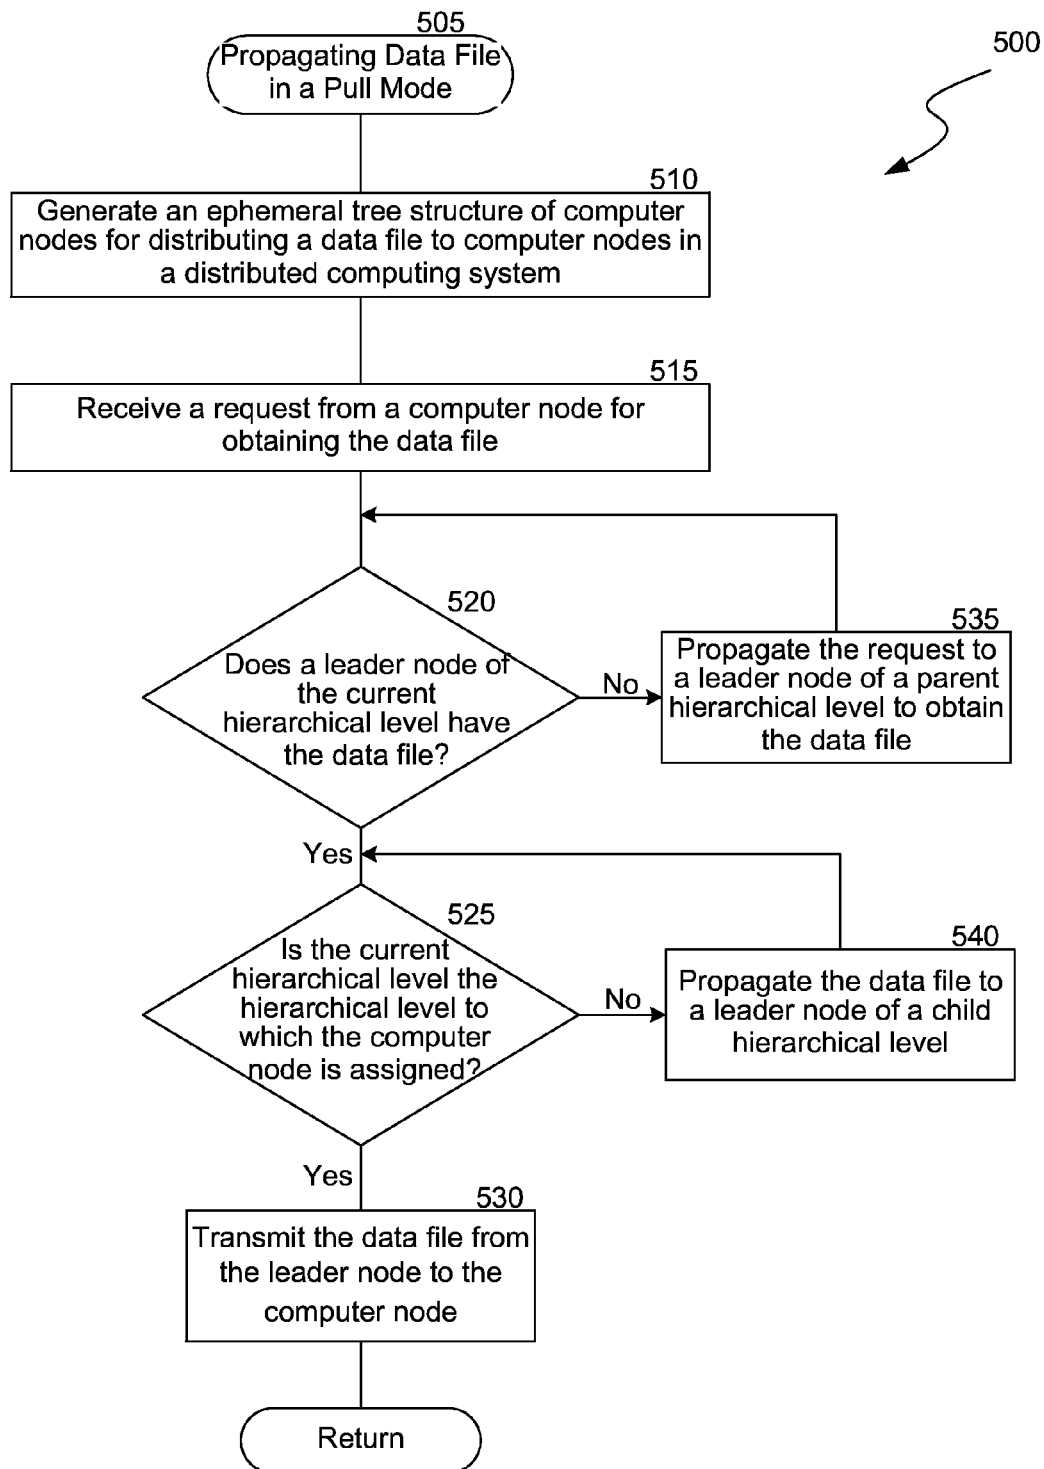 505
500
Propagating Data File
in a Pull Mode
510
Generate an ephemeral tree structure of computer
nodes for distributing a data file to computer nodes in
a distributed computing system
515
Receive a request from a computer node for
obtaining the data file
520
Does a leader node of
the current
hierarchical level have
the data file?
No
535
Propagate the request to
a leader node of a parent
hierarchical level to obtain
the data file
Yes
525
Is the current
hierarchical level the
hierarchical level to
which the computer
node is assigned?
No
540
Propagate the data file to
a leader node of a child
hierarchical level
Yes
530
Transmit the data file from
the leader node to the
computer node
Return